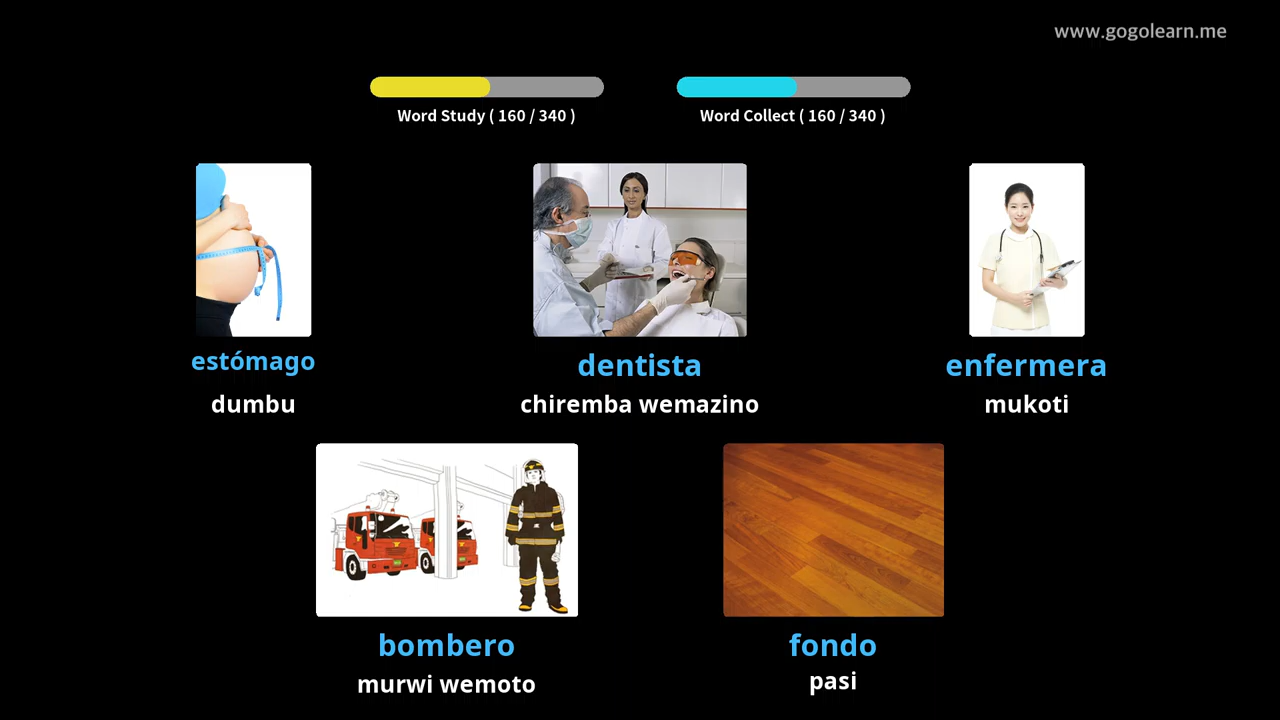 www.gogolearn.me
Word Study ( 160 / 340 )
Word Collect ( 160 / 340 )
estómago
dumbu
dentista
chiremba wemazino
enfermera
mukoti
bombero
murwi wemoto
fondo
pasi